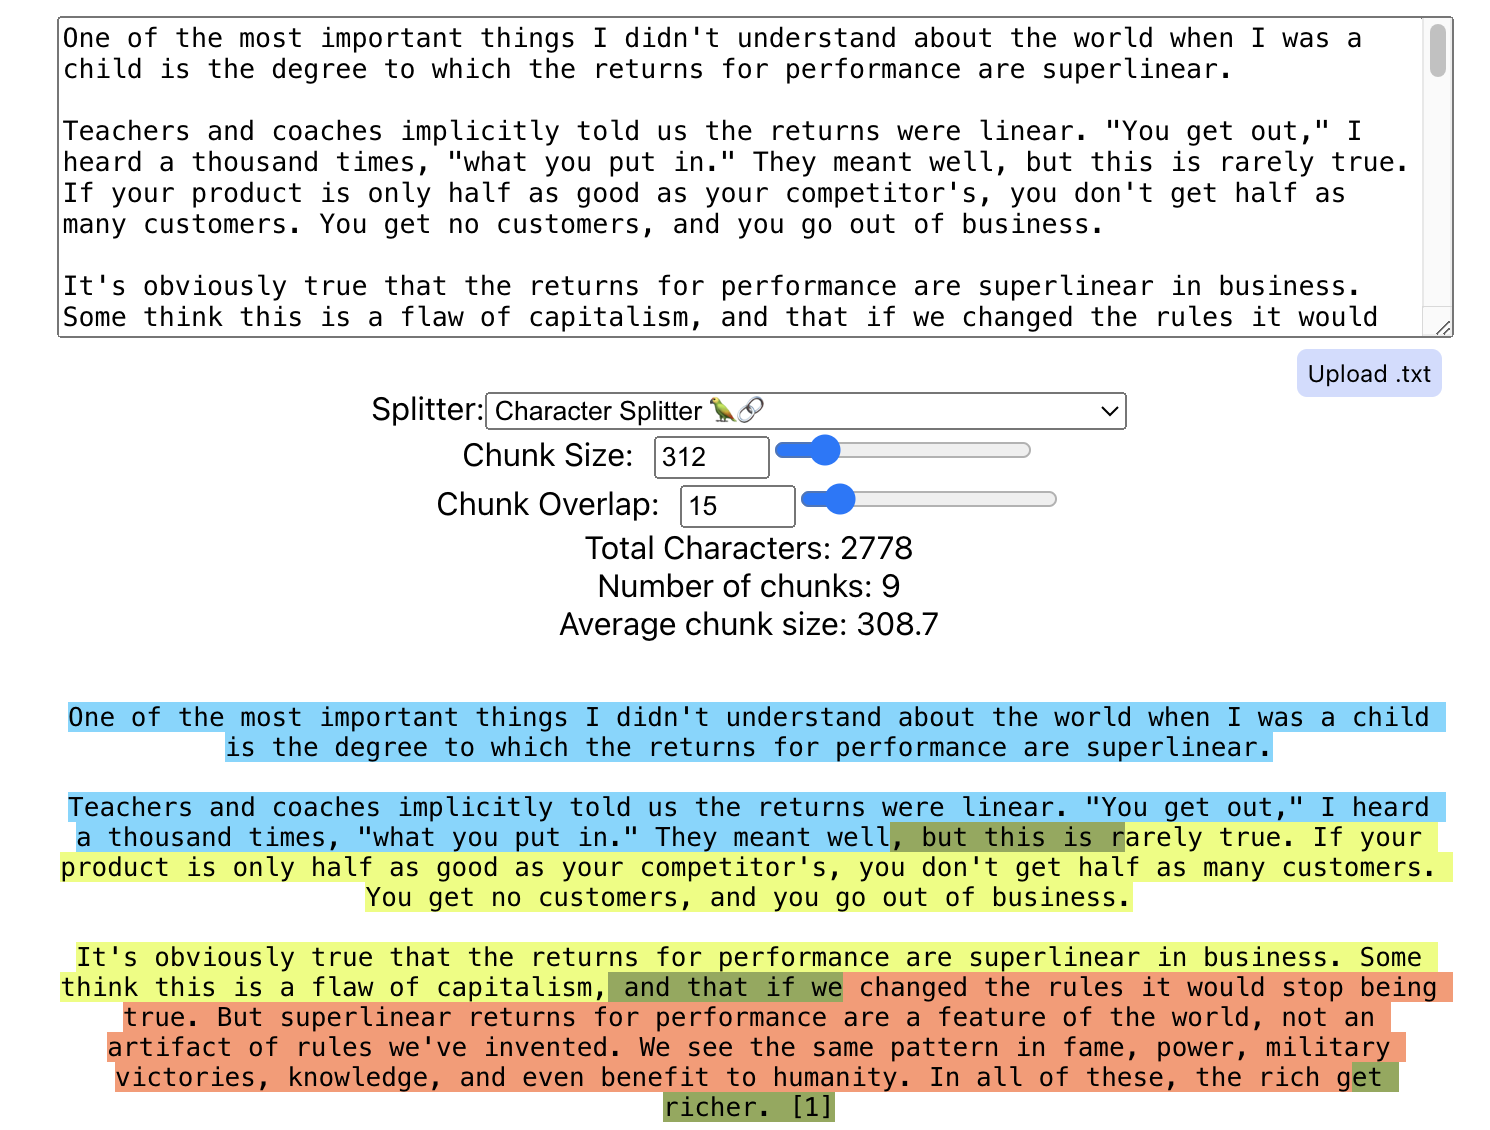 One of the most important things I didn't understand about the world when I was a
child is the degree to which the returns for performance are superlinear.
Teachers and coaches implicitly told us the returns were linear. "You get out," I
heard a thousand times, "what you put in." They meant well, but this is rarely true.
If your product is only half as good as your competitor's, you don't get half as
many customers. You get no customers, and you go out of business.
It's obviously true that the returns for performance are superlinear in business.
Some think this is a flaw of capitalism, and that if we changed the rules it would
Upload .txt
Splitter: Character Splitter 🦜🔗
Chunk Size: 312
Chunk Overlap: 15
Total Characters: 2778
Number of chunks: 9
Average chunk size: 308.7
One of the most important things I didn't understand about the world when I was a child
is the degree to which the returns for performance are superlinear.
Teachers and coaches implicitly told us the returns were linear. "You get out," I heard
a thousand times, "what you put in." They meant well, but this is rarely true. If your
product is only half as good as your competitor's, you don't get half as many customers.
You get no customers, and you go out of business.
It's obviously true that the returns for performance are superlinear in business. Some
think this is a flaw of capitalism, and that if we changed the rules it would stop being
true. But superlinear returns for performance are a feature of the world, not an
artifact of rules we've invented. We see the same pattern in fame, power, military
victories, knowledge, and even benefit to humanity. In all of these, the rich get
richer. [1]